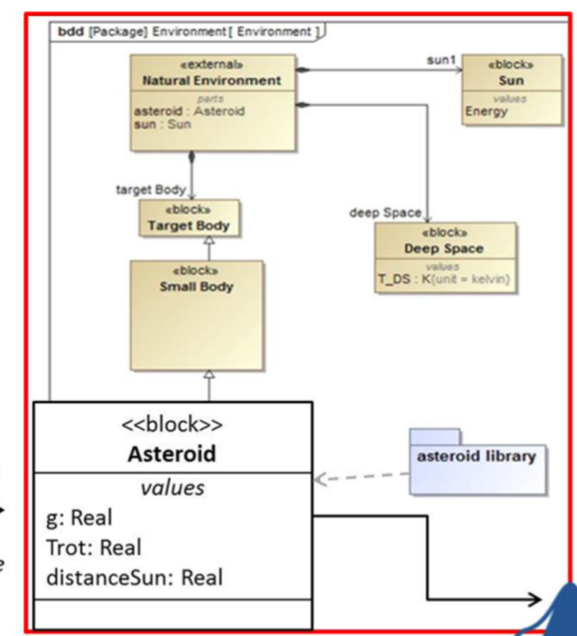 bdd [Package] Environment [ Environment ]
«external»
Natural Environment
parts
asteroid : Asteroid
sun : Sun
sun1
«block»
Sun
values
Energy
target Body
«block»
Target Body
deep Space
«block»
Deep Space
values
T_DS : K(unit = kelvin)
«block»
Small Body
<<block>>
Asteroid
values
g: Real
Trot: Real
distanceSun: Real
asteroid library